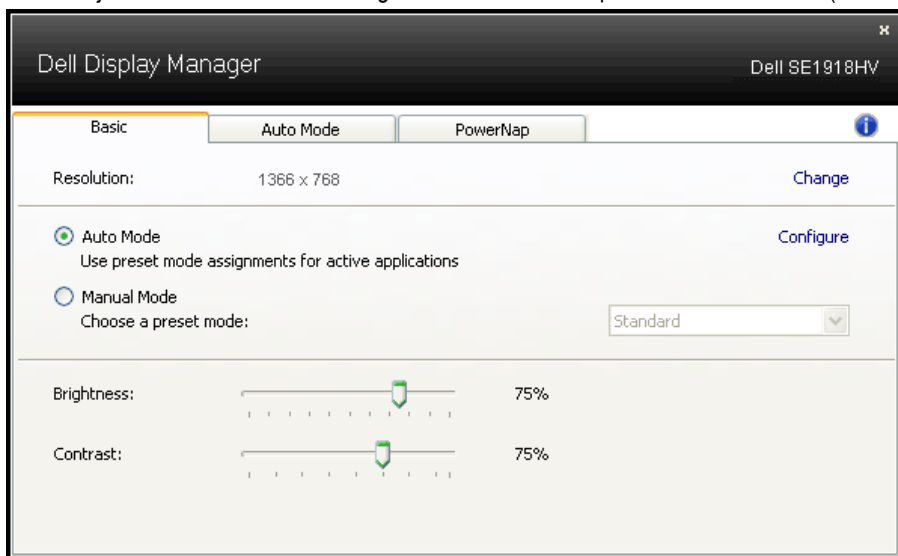 Dell Display Manager
Dell SE1918HV
Basic
Auto Mode
PowerNap
Resolution:
1366 x 768
Change
Auto Mode
Configure
Use preset mode assignments for active applications
Manual Mode
Choose a preset mode:
Standard
Brightness:
75%
Contrast:
75%